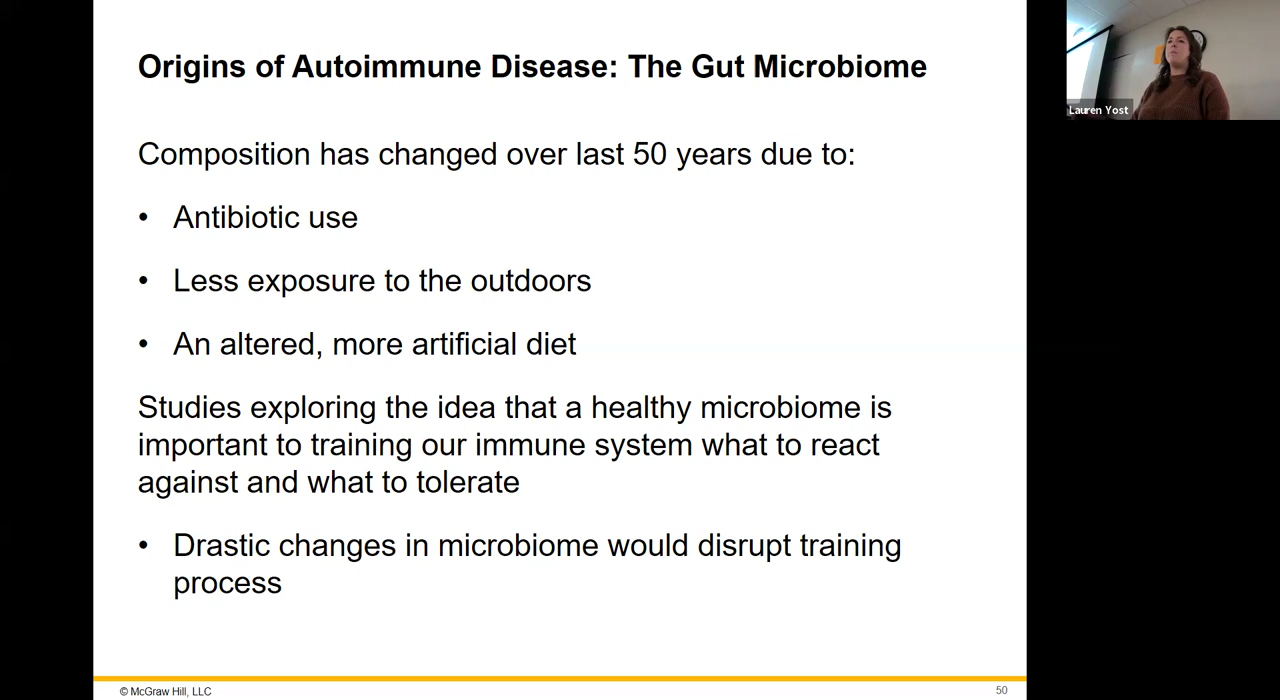 Origins of Autoimmune Disease: The Gut Microbiome
Composition has changed over last 50 years due to:
• Antibiotic use
• Less exposure to the outdoors
• An altered, more artificial diet
Studies exploring the idea that a healthy microbiome is
important to training our immune system what to react
against and what to tolerate
• Drastic changes in microbiome would disrupt training
process
© McGraw Hill, LLC
50
Lauren Yost